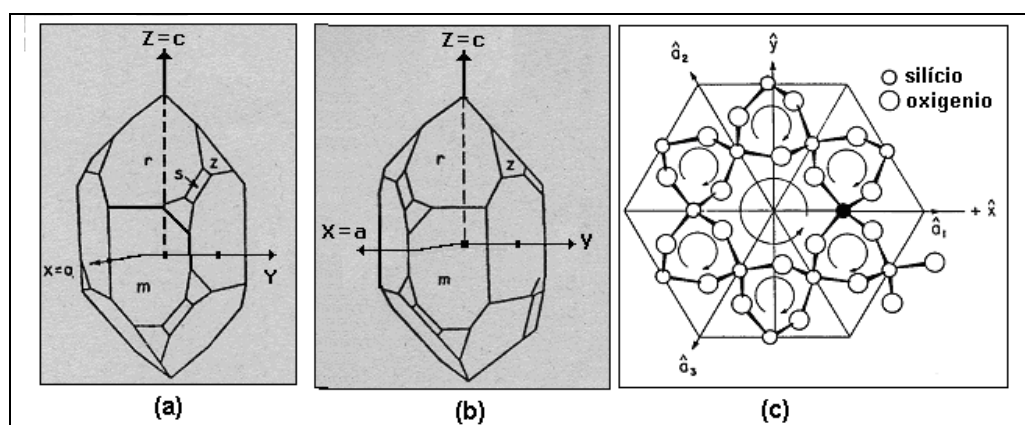 Z=c
r
z
s
X=a
Y
m
(a)
Z=c
r
z
X=a
y
m
(b)
ŷ
â2
silício
oxigenio
+ x̂
â1
â3
(c)